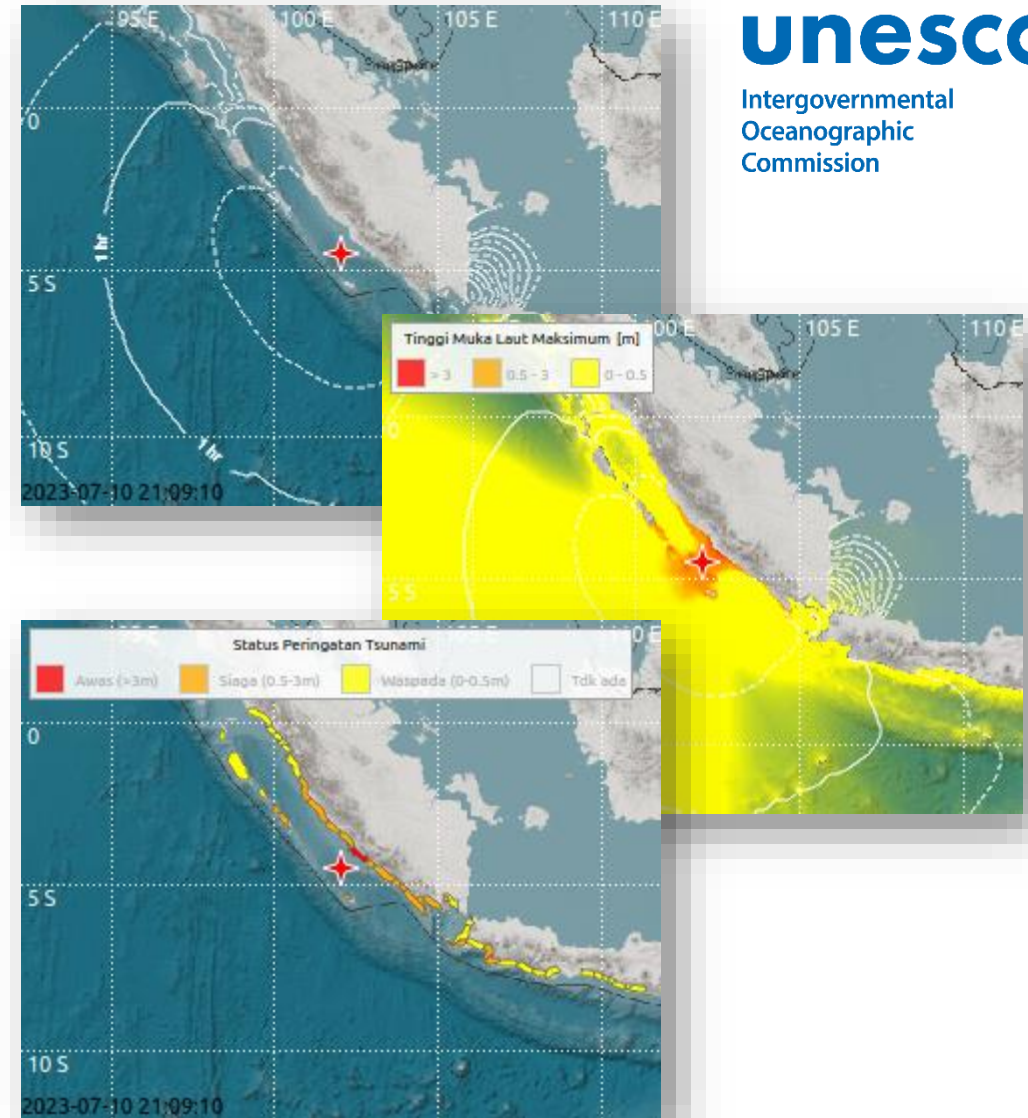 unesco
Intergovernmental
Oceanographic
Commission
95 E
100 E
105 E
110 E
0
5 S
10 S
1 hr
1 hr
2023-07-10 21:09:10
Tinggi Muka Laut Maksimum [m]
> 3
0.5 - 3
0 - 0.5
105 E
110 E
0
5 S
Status Peringatan Tsunami
Awas (>3m)
Siaga (0.5-3m)
Waspada (0-0.5m)
Tdk ada
0
5 S
10 S
2023-07-10 21:09:10